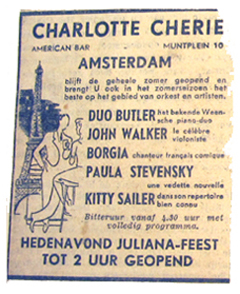 CHARLOTTE CHERIE
AMERICAN BAR MUNTPLEIN 10
AMSTERDAM
blijft de geheele zomer geopend en
brengt U ook in het zomerseizoen het
beste op het gebied van orkest en artisten.
DUO BUTLER het bekende Ween-
sche piano-duo
JOHN WALKER le célèbre
violoniste
BORGIA chanteur français comique
PAULA STEVENSKY
une vedette nouvelle
KITTY SAILER dans son repertoire
bien connu
Bitteruur vanaf 4.30 uur met
volledig programma.
HEDENAVOND JULIANA-FEEST
TOT 2 UUR GEOPEND